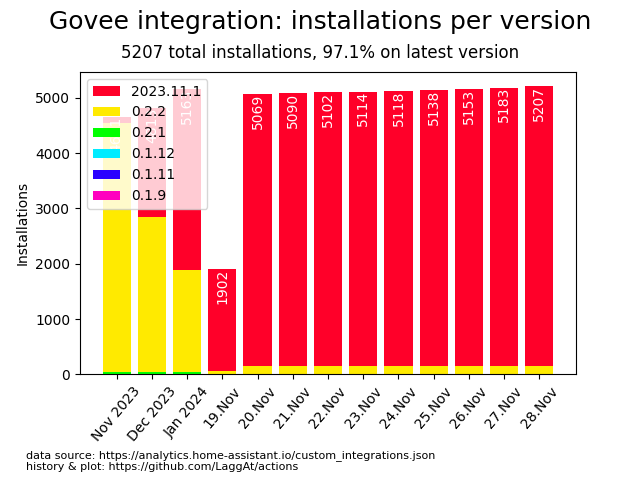 Govee integration: installations per version
5207 total installations, 97.1% on latest version
Installations
5000
4000
3000
2000
1000
0
2023.11.1
0.2.2
0.2.1
0.1.12
0.1.11
0.1.9
1902
5069
5090
5102
5114
5118
5138
5153
5183
5207
Nov 2023
Dec 2023
Jan 2024
19.Nov
20.Nov
21.Nov
22.Nov
23.Nov
24.Nov
25.Nov
26.Nov
27.Nov
28.Nov
data source: https://analytics.home-assistant.io/custom_integrations.json
history & plot: https://github.com/LaggAt/actions